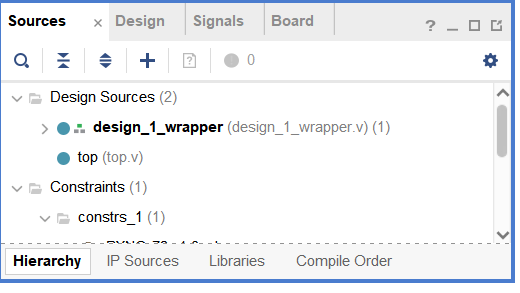 Sources × Design Signals Board
? 0
Design Sources (2)
design_1_wrapper (design_1_wrapper.v) (1)
top (top.v)
Constraints (1)
constrs_1 (1)
Hierarchy IP Sources Libraries Compile Order